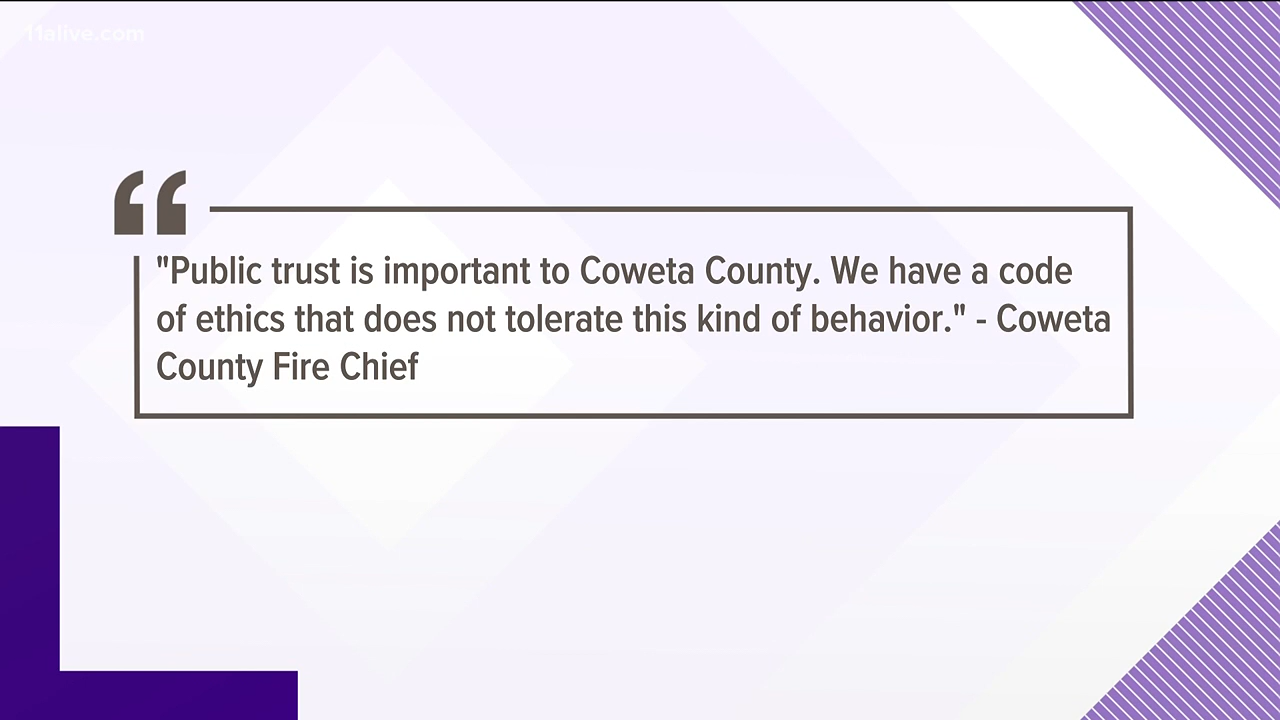 11alive.com
"Public trust is important to Coweta County. We have a code
of ethics that does not tolerate this kind of behavior." - Coweta
County Fire Chief